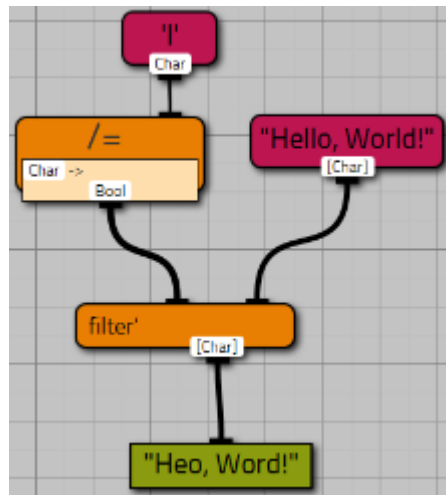 'l'
Char
/=
"Hello, World!"
Char ->
[Char]
Bool
filter'
[Char]
"Heo, Word!"